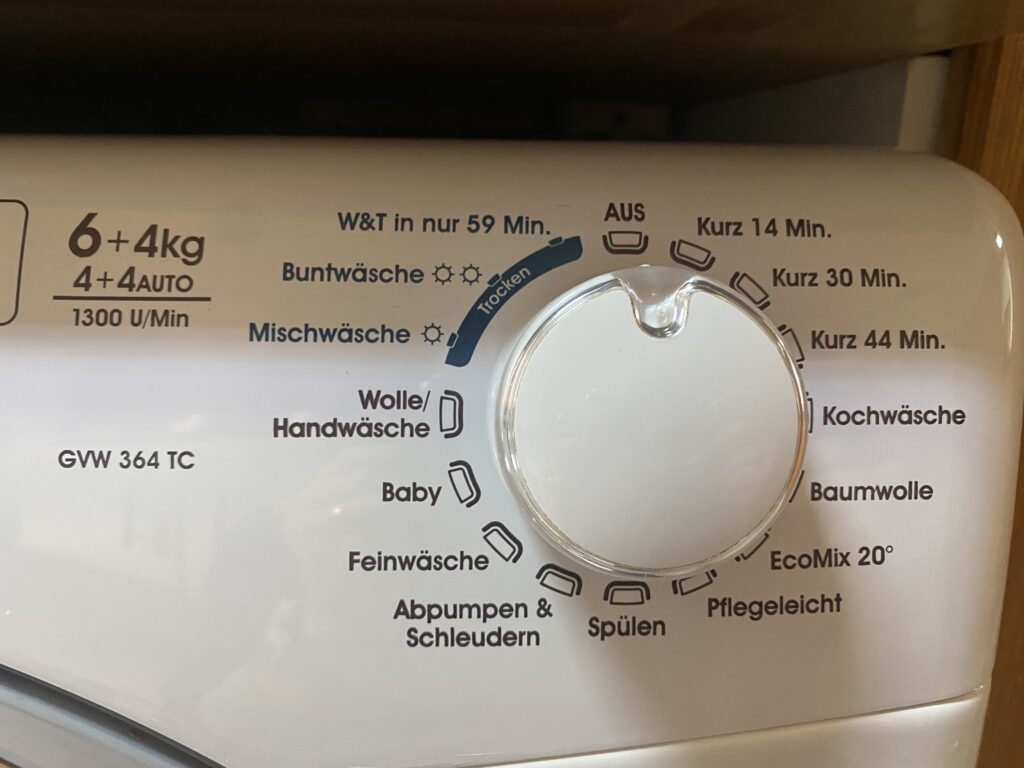 6+4kg
4+4AUTO
1300 U/Min
GVW 364 TC
AUS
Kurz 14 Min.
Kurz 30 Min.
Kurz 44 Min.
Kochwäsche
Baumwolle
EcoMix 20°
Pflegeleicht
Spülen
Abpumpen &
Schleudern
Feinwäsche
Baby
Wolle/
Handwäsche
Mischwäsche
Buntwäsche
W&T in nur 59 Min.
Trocken